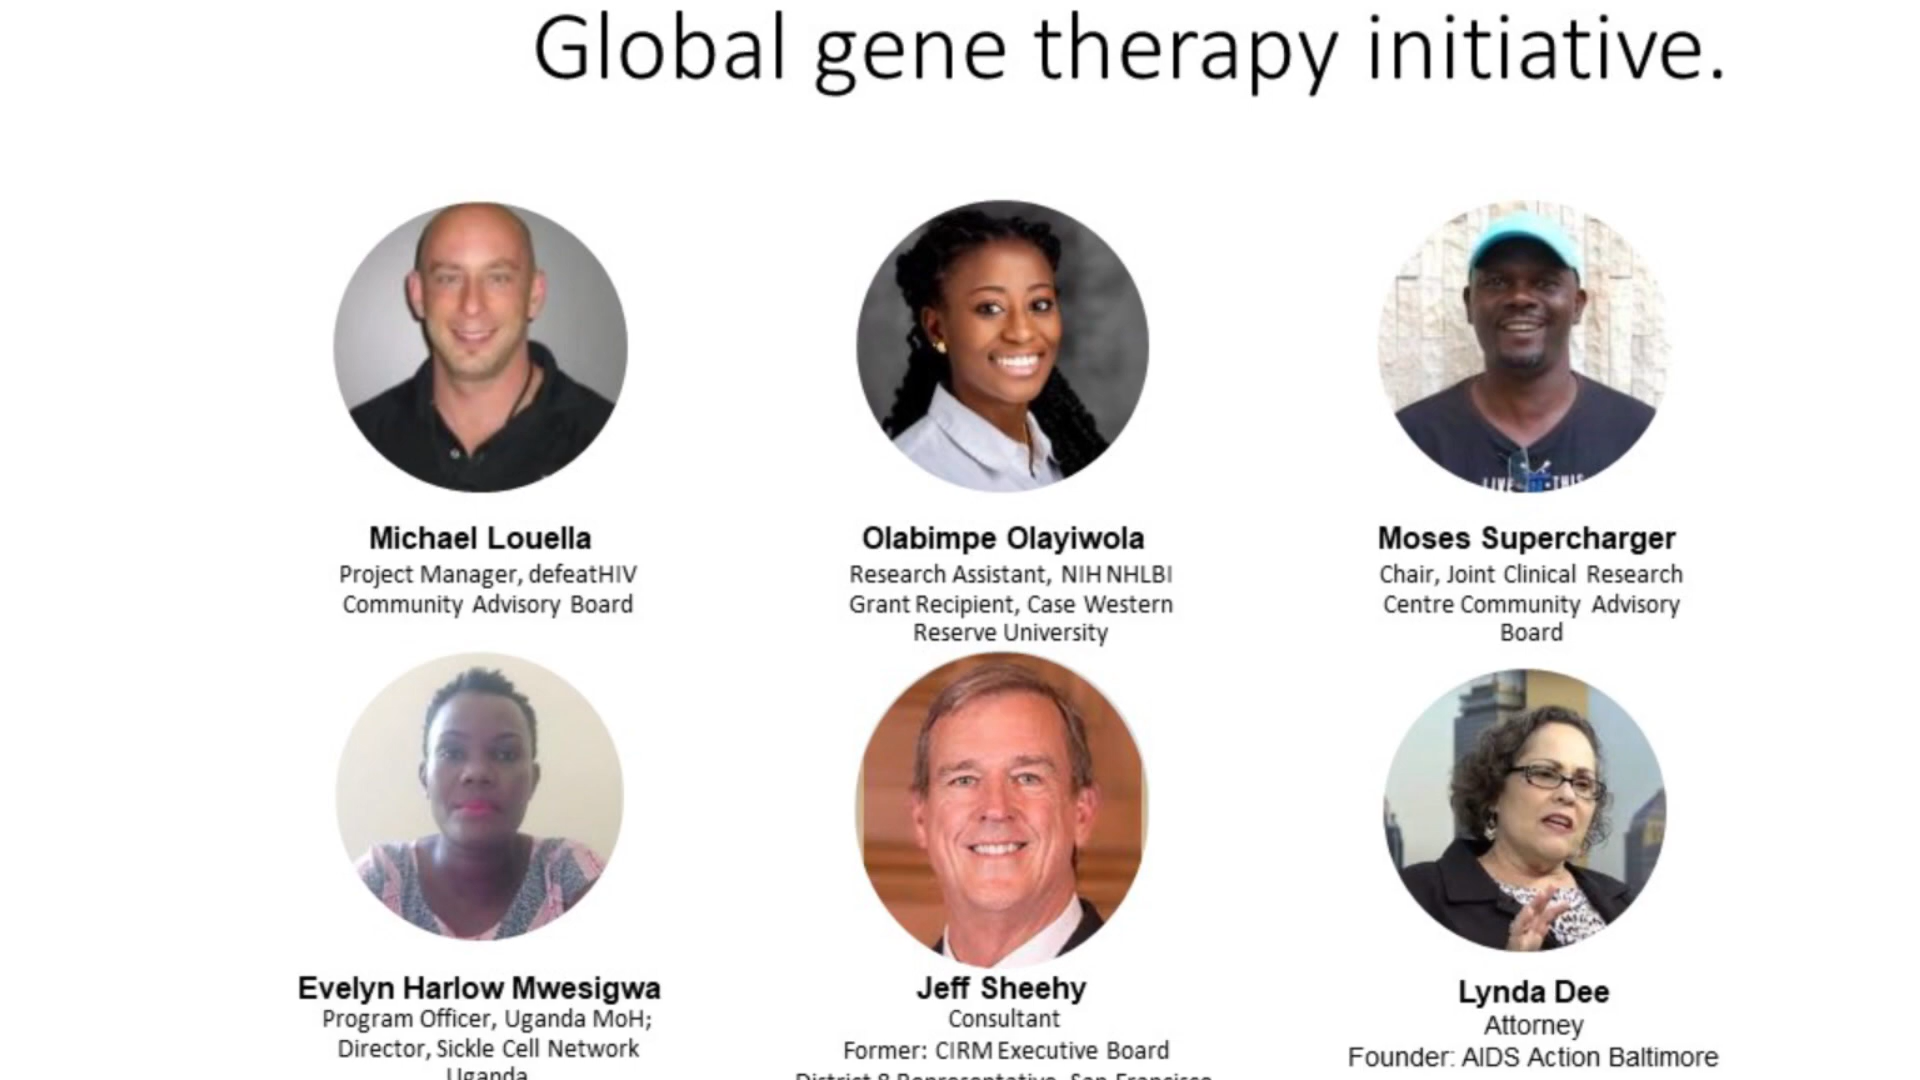 Global gene therapy initiative.
LIVE THIS
Michael Louella
Project Manager, defeatHIV
Community Advisory Board
Olabimpe Olayiwola
Research Assistant, NIH NHLBI
Grant Recipient, Case Western
Reserve University
Moses Supercharger
Chair, Joint Clinical Research
Centre Community Advisory
Board
Evelyn Harlow Mwesigwa
Program Officer, Uganda MoH;
Director, Sickle Cell Network
Uganda
Jeff Sheehy
Consultant
Former: CIRM Executive Board
District 8 Representative, San Francisco
Lynda Dee
Attorney
Founder: AIDS Action Baltimore